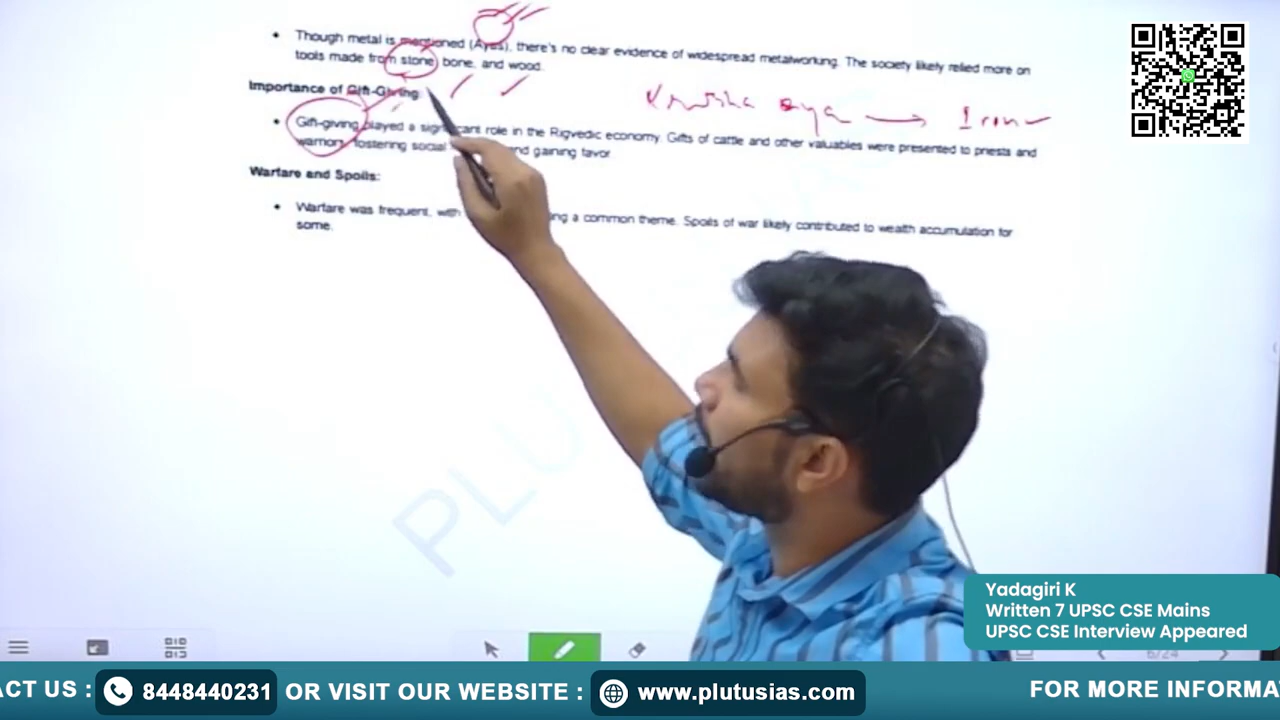 • Though metal is mentioned (Ayas), there's no clear evidence of widespread metalworking. The society likely relied more on
tools made from stone, bone, and wood.
Importance of Gift-Giving:
Iron
• Gift-giving played a significant role in the Rigvedic economy. Gifts of cattle and other valuables were presented to priests and
warriors, fostering social nd gaining favor
Warfare and Spoils:
• Warfare was frequent, with ing a common theme. Spoils of war likely contributed to wealth accumulation for
some.
PLU
Yadagiri K
Written 7 UPSC CSE Mains
UPSC CSE Interview Appeared
6/24
ACT US : 8448440231 OR VISIT OUR WEBSITE : www.plutusias.com FOR MORE INFORMA